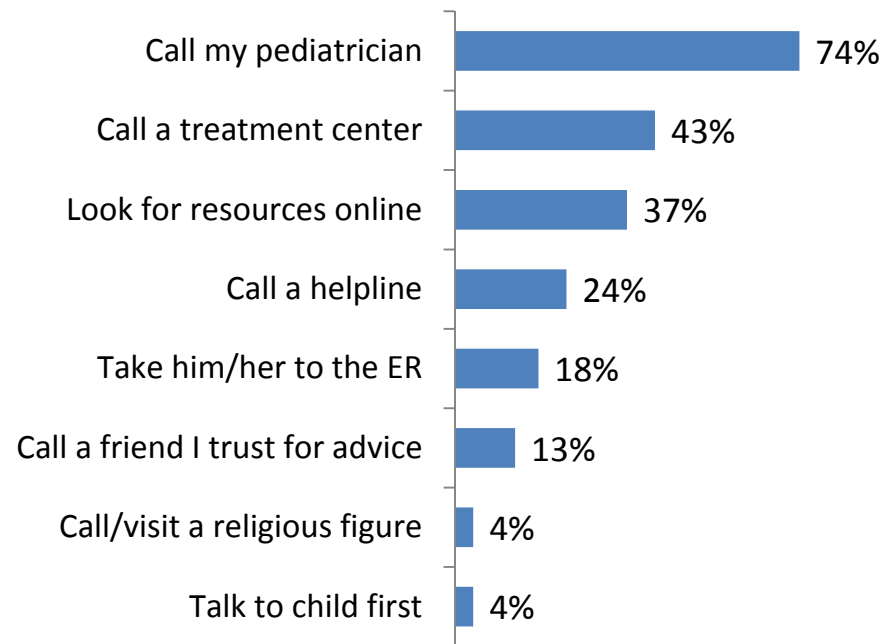 Call my pediatrician 74%
Call a treatment center 43%
Look for resources online 37%
Call a helpline 24%
Take him/her to the ER 18%
Call a friend I trust for advice 13%
Call/visit a religious figure 4%
Talk to child first 4%